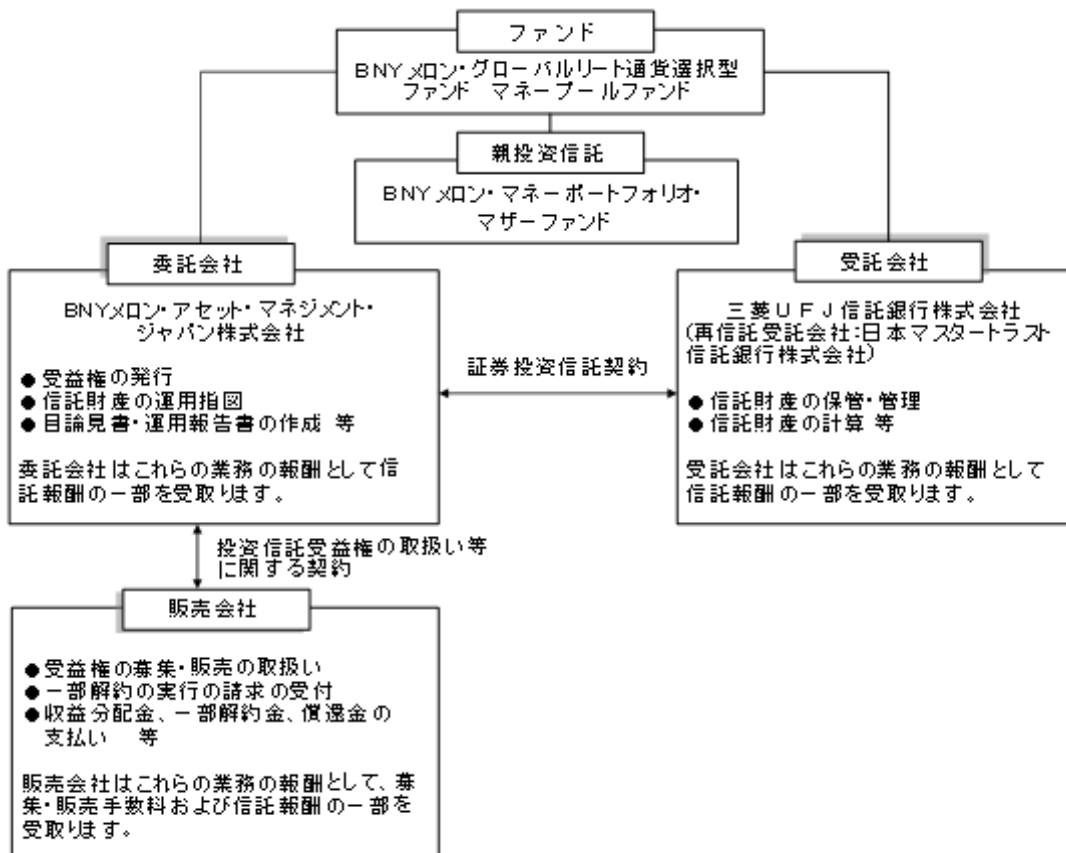 ファンド
BNYメロン・グローバルリート通貨選択型
ファンド マネープールファンド
親投資信託
BNYメロン・マネーポートフォリオ・
マザーファンド
委託会社
BNYメロン・アセット・マネジメント・
ジャパン株式会社
●受益権の発行
●信託財産の運用指図
●目論見書・運用報告書の作成 等
委託会社はこれらの業務の報酬として信
託報酬の一部を受取ります。
証券投資信託契約
受託会社
三菱UFJ信託銀行株式会社
(再信託受託会社:日本マスタートラスト
信託銀行株式会社)
●信託財産の保管・管理
●信託財産の計算 等
受託会社はこれらの業務の報酬として
信託報酬の一部を受取ります。
投資信託受益権の取扱い等
に関する契約
販売会社
●受益権の募集・販売の取扱い
●一部解約の実行の請求の受付
●収益分配金、一部解約金、償還金の
支払い 等
販売会社はこれらの業務の報酬として、募
集・販売手数料および信託報酬の一部を
受取ります。